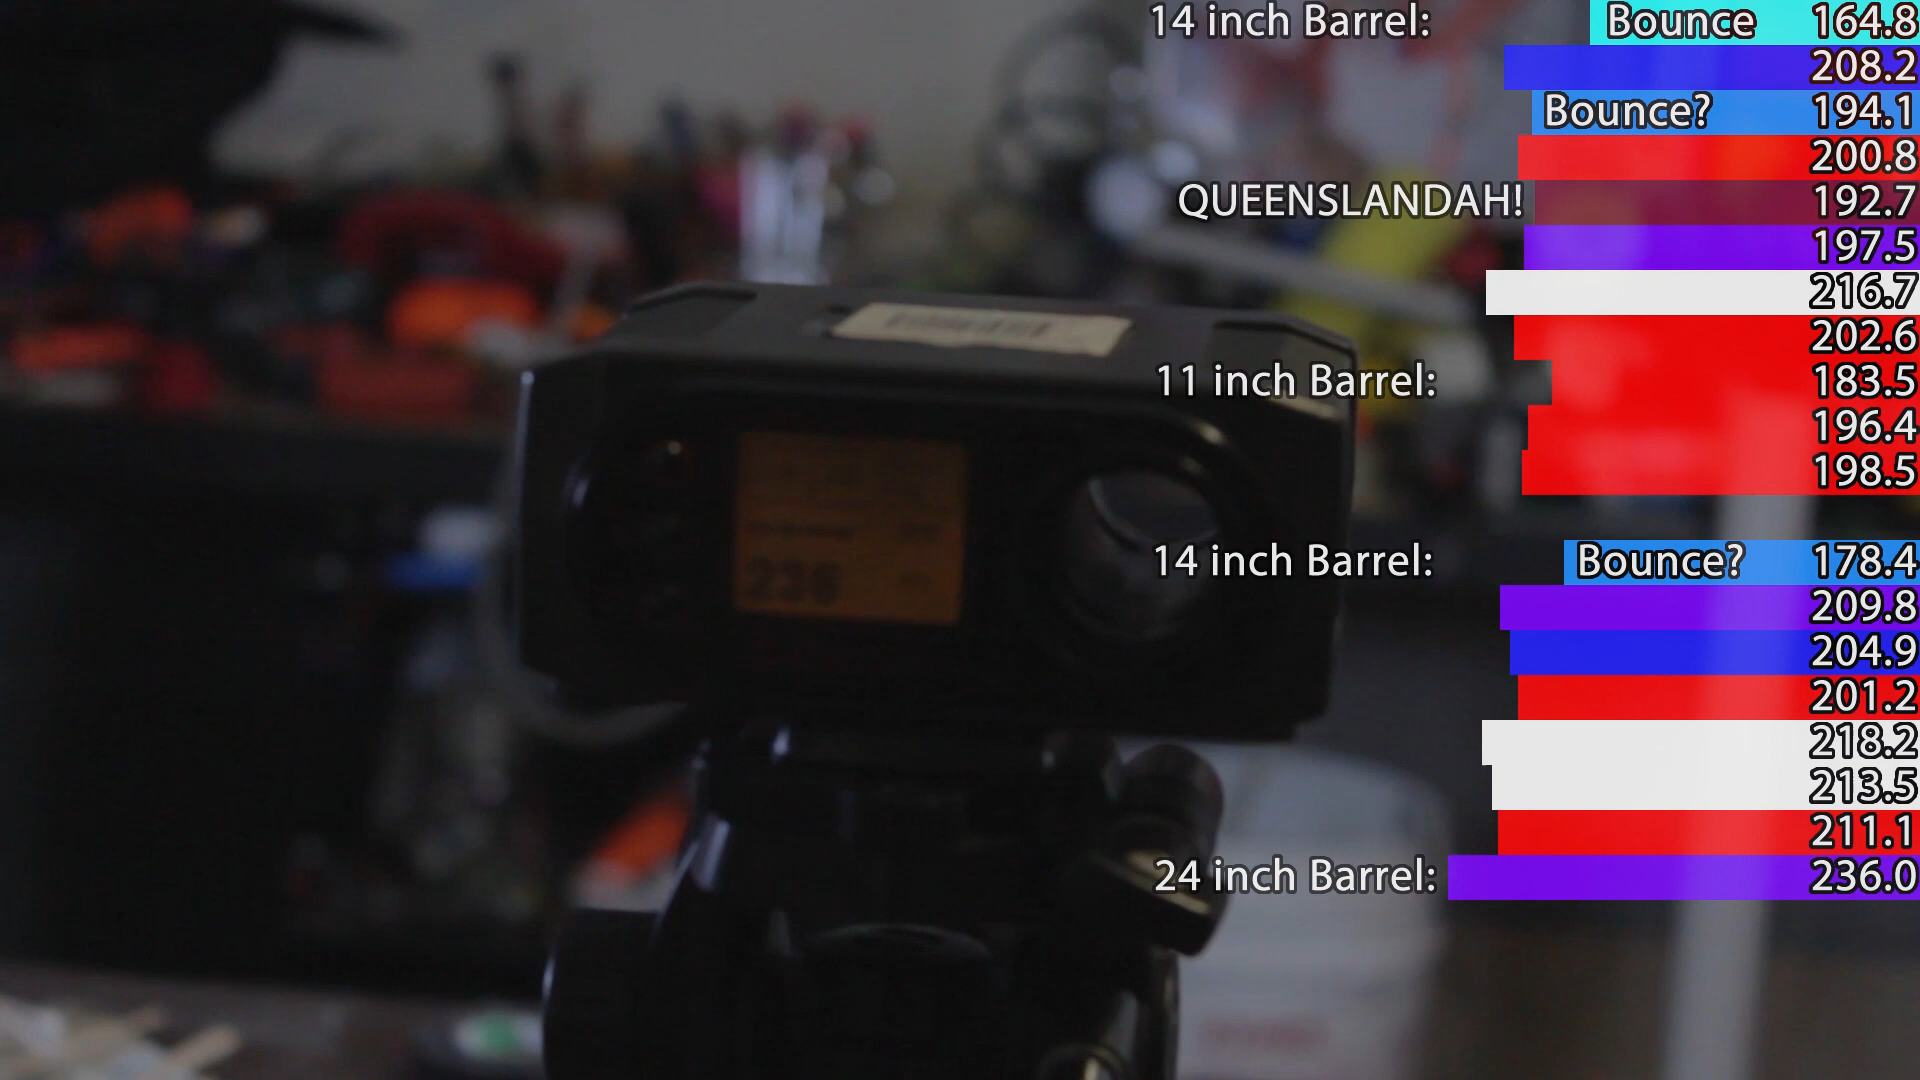 14 inch Barrel: Bounce 164.8
208.2
Bounce? 194.1
200.8
QUEENSLANDAH! 192.7
197.5
216.7
202.6
11 inch Barrel: 183.5
196.4
198.5
14 inch Barrel: Bounce? 178.4
209.8
204.9
201.2
218.2
213.5
211.1
24 inch Barrel: 236.0
236